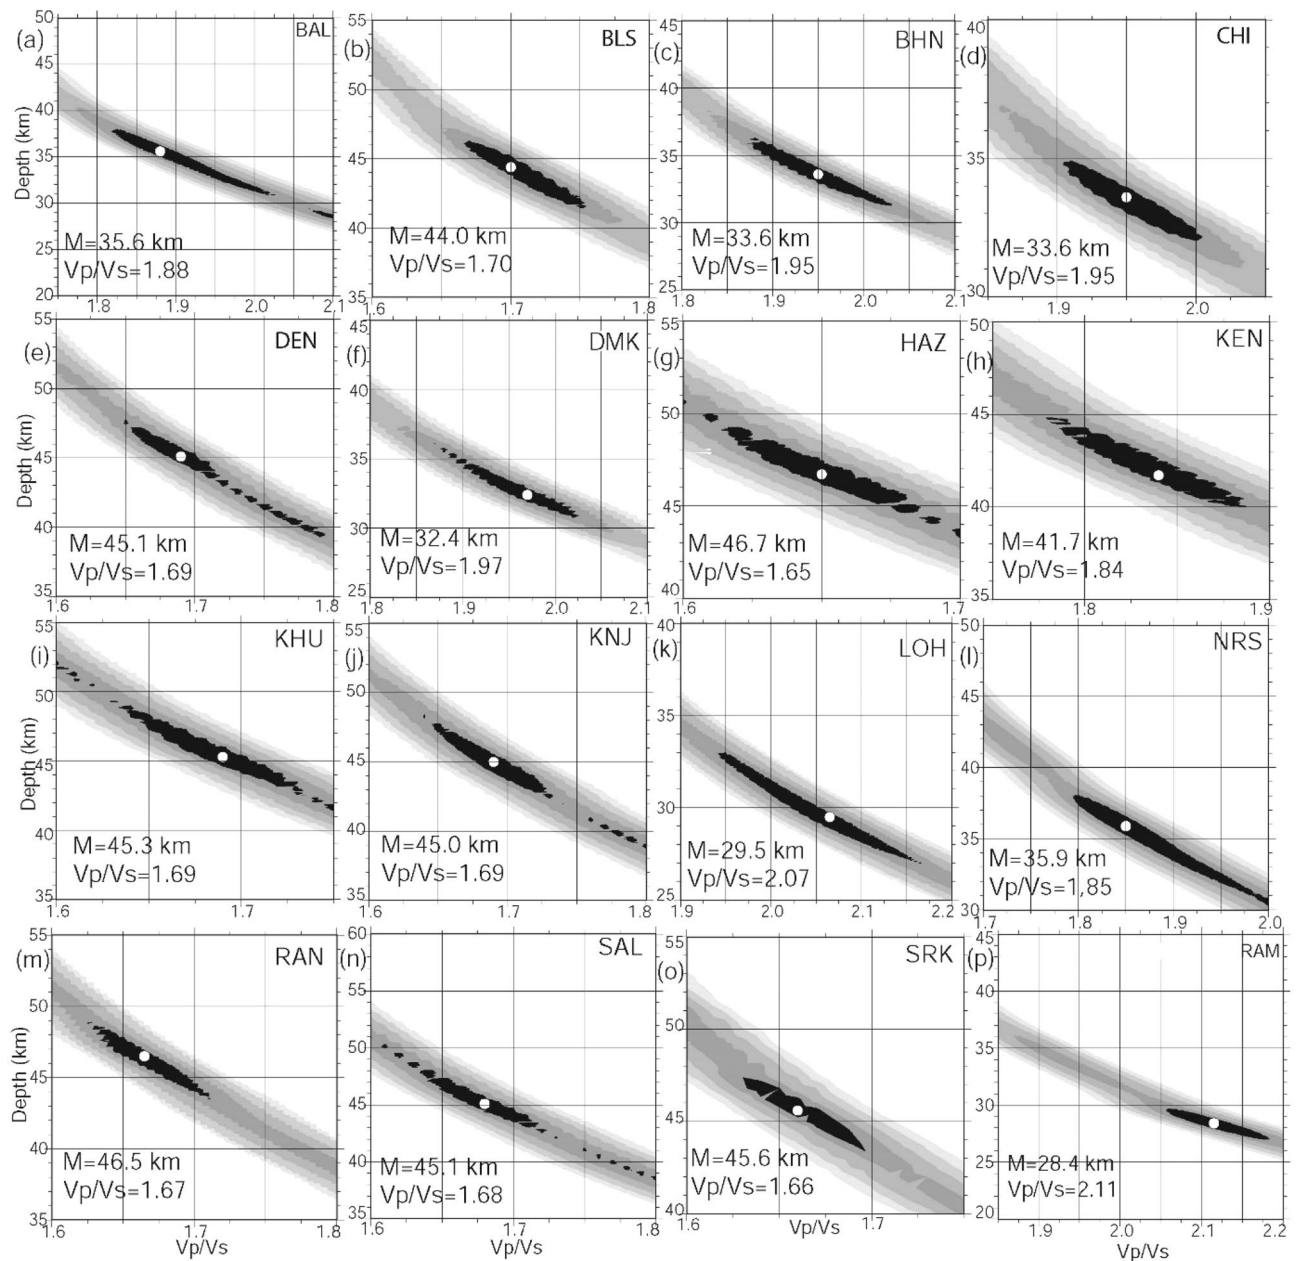 (a)
BAL
50
45
40
35
30
25
20
Depth (km)
M=35.6 km
Vp/Vs=1.88
1.8 1.9 2.0 2.1
(b)
BLS
55
50
45
40
35
M=44.0 km
Vp/Vs=1.70
1.7 1.8
(c)
BHN
45
40
35
30
25
M=33.6 km
Vp/Vs=1.95
1.8 1.9 2.0 2.1
(d)
CHI
40
35
30
M=33.6 km
Vp/Vs=1.95
1.9 2.0
(e)
DEN
55
50
45
40
35
Depth (km)
M=45.1 km
Vp/Vs=1.69
1.6 1.7 1.8
(f)
DMK
45
40
35
30
25
M=32.4 km
Vp/Vs=1.97
1.8 1.9 2.0 2.1
(g)
HAZ
55
50
45
40
M=46.7 km
Vp/Vs=1.65
1.6 1.7
(h)
KEN
50
45
40
35
M=41.7 km
Vp/Vs=1.84
1.8 1.9
(i)
KHU
55
50
45
40
35
Depth (km)
M=45.3 km
Vp/Vs=1.69
1.6 1.7
(j)
KNJ
55
50
45
40
35
M=45.0 km
Vp/Vs=1.69
1.6 1.7 1.8
(k)
LOH
40
35
30
25
M=29.5 km
Vp/Vs=2.07
1.9 2.0 2.1 2.2
(l)
NRS
50
45
40
35
30
M=35.9 km
Vp/Vs=1,85
1.7 1.8 1.9 2.0
(m)
RAN
55
50
45
40
35
Depth (km)
M=46.5 km
Vp/Vs=1.67
1.6 1.7 1.8
Vp/Vs
(n)
SAL
60
55
50
45
40
35
M=45.1 km
Vp/Vs=1.68
1.6 1.7 1.8
Vp/Vs
(o)
SRK
55
50
45
40
M=45.6 km
Vp/Vs=1.66
1.6 1.7
Vp/Vs
(p)
RAM
45
40
35
30
25
20
M=28.4 km
Vp/Vs=2.11
1.9 2.0 2.1 2.2
Vp/Vs